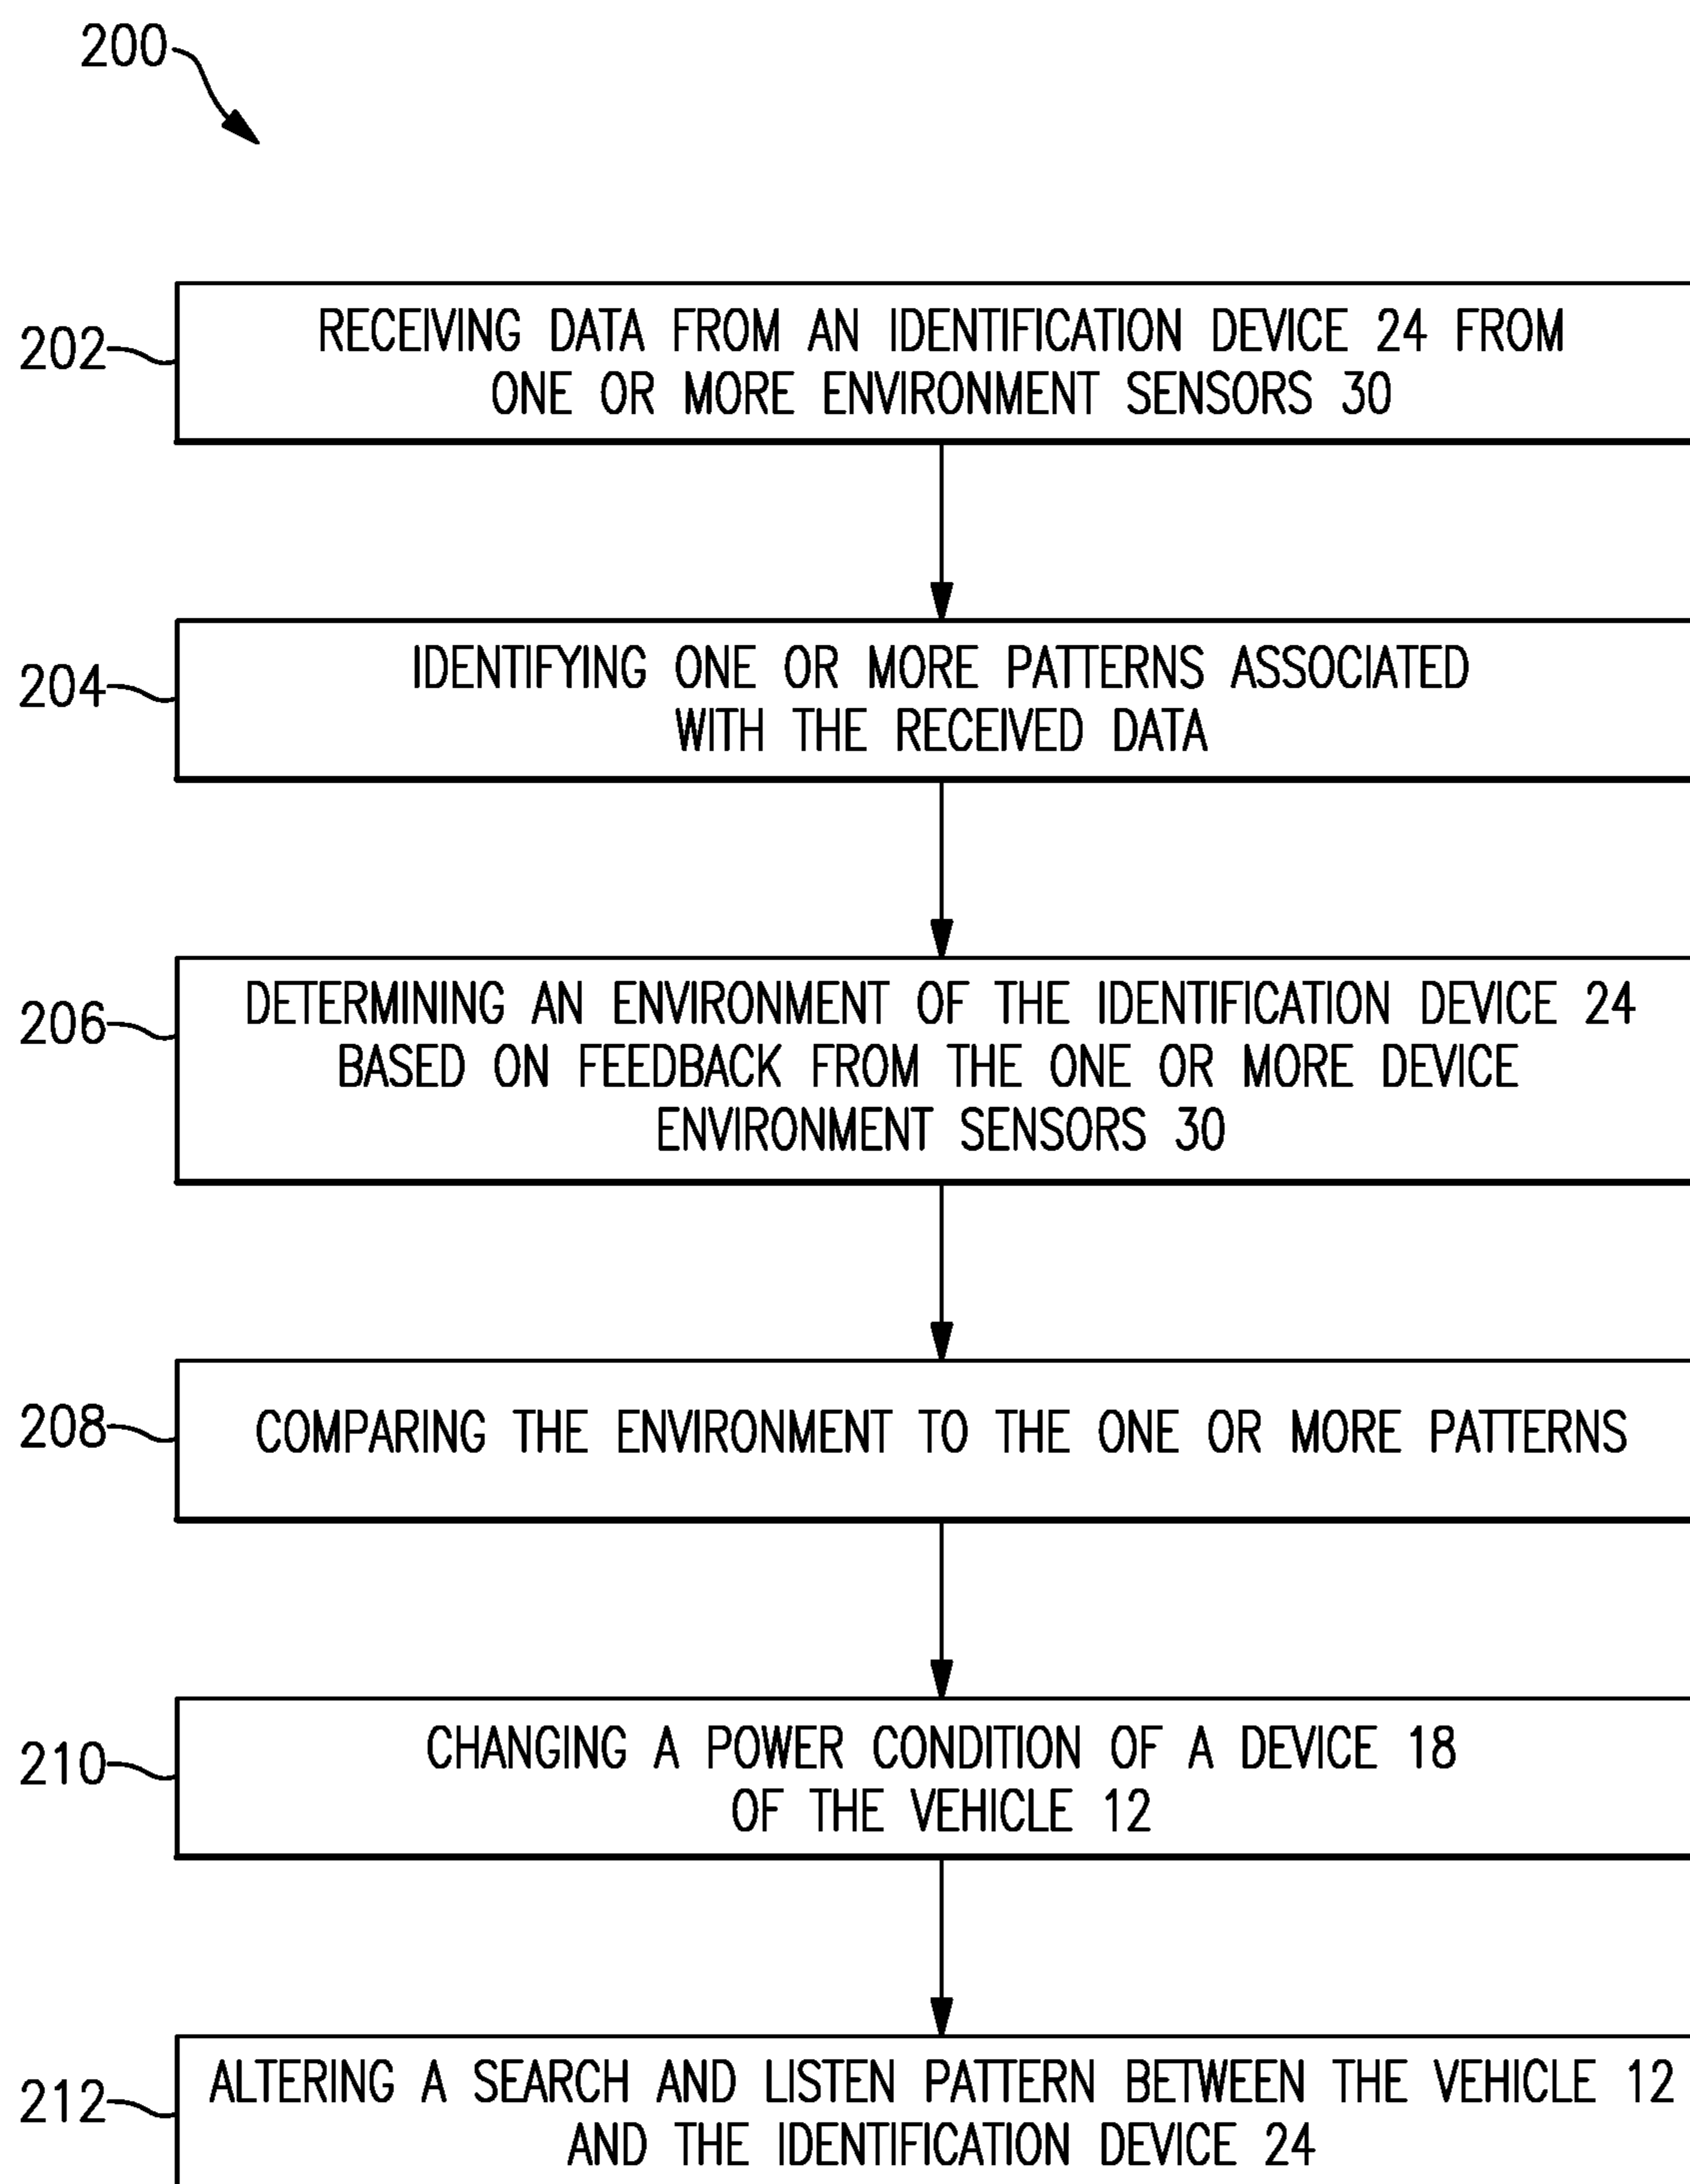 200
202
RECEIVING DATA FROM AN IDENTIFICATION DEVICE 24 FROM
ONE OR MORE ENVIRONMENT SENSORS 30
204
IDENTIFYING ONE OR MORE PATTERNS ASSOCIATED
WITH THE RECEIVED DATA
206
DETERMINING AN ENVIRONMENT OF THE IDENTIFICATION DEVICE 24
BASED ON FEEDBACK FROM THE ONE OR MORE DEVICE
ENVIRONMENT SENSORS 30
208
COMPARING THE ENVIRONMENT TO THE ONE OR MORE PATTERNS
210
CHANGING A POWER CONDITION OF A DEVICE 18
OF THE VEHICLE 12
212
ALTERING A SEARCH AND LISTEN PATTERN BETWEEN THE VEHICLE 12
AND THE IDENTIFICATION DEVICE 24